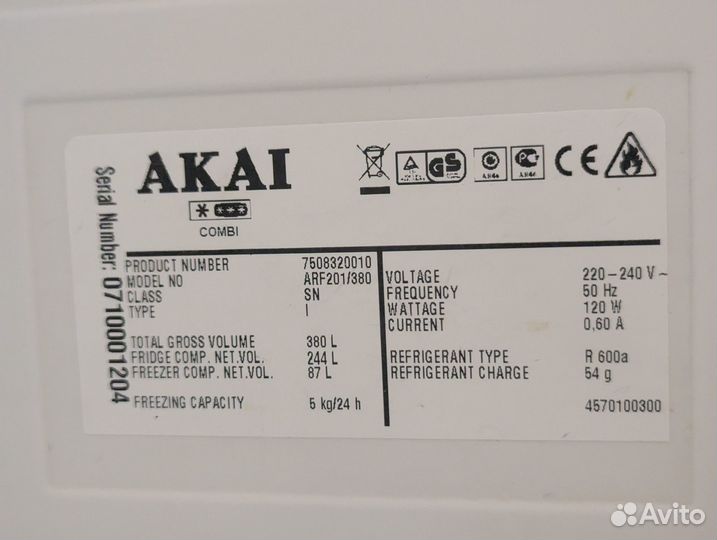 AKAI
COMBI
Serial Number: 0710001204
PRODUCT NUMBER 7508320010
MODEL NO ARF201/380
CLASS SN
TYPE I
TOTAL GROSS VOLUME 380 L
FRIDGE COMP. NET.VOL. 244 L
FREEZER COMP. NET.VOL. 87 L
FREEZING CAPACITY 5 kg/24 h
VOLTAGE 220-240 V~
FREQUENCY 50 Hz
WATTAGE 120 W
CURRENT 0,60 A
REFRIGERANT TYPE R 600a
REFRIGERANT CHARGE 54 g
4570100300
GS
CE
Avito